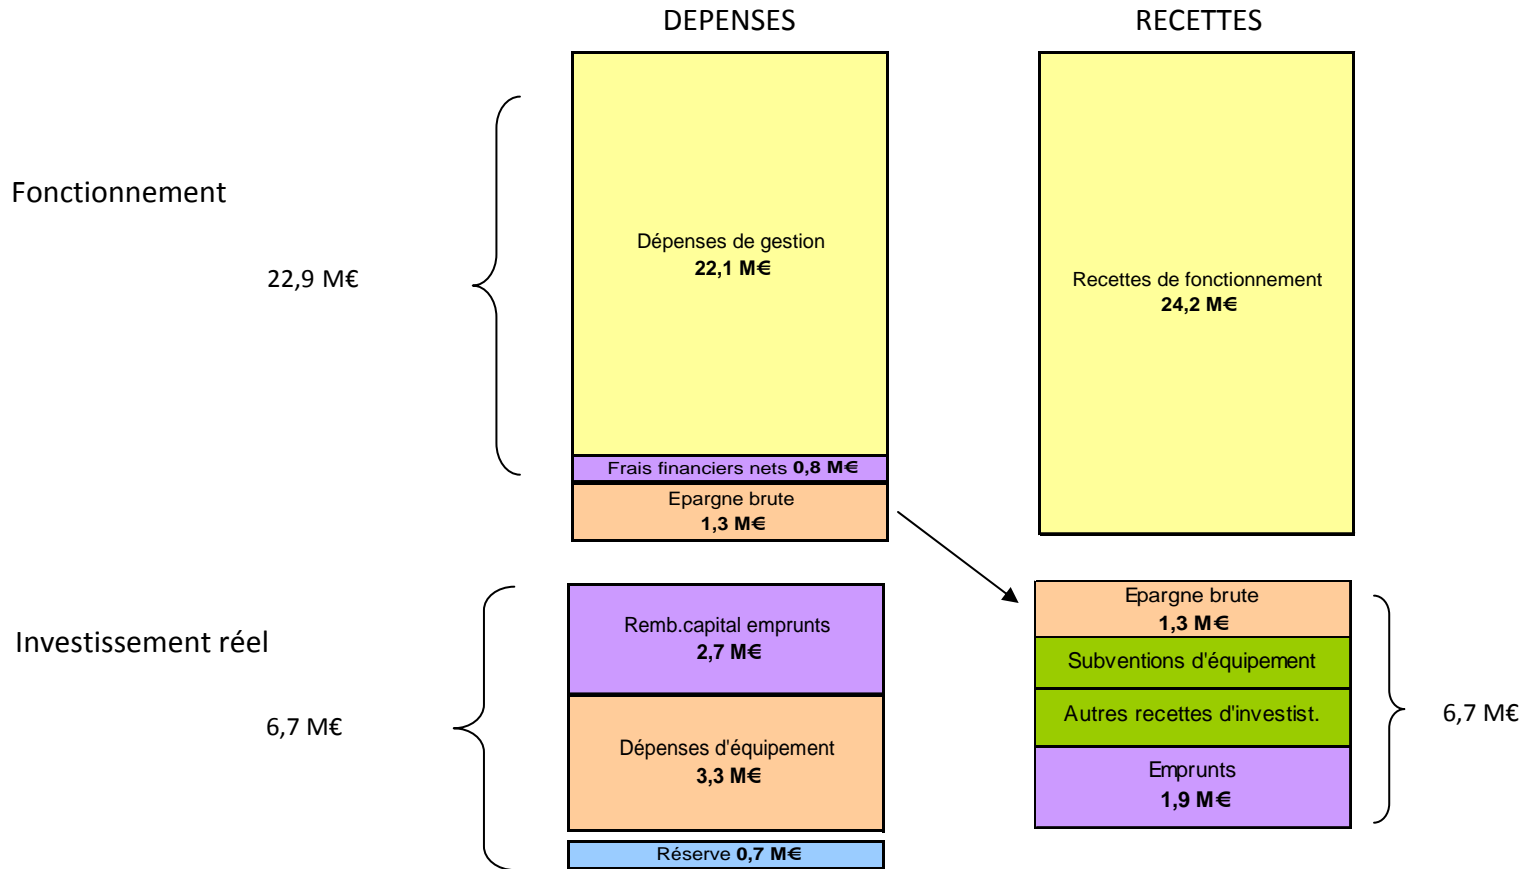 DEPENSES
RECETTES
Fonctionnement
22,9 M€
Dépenses de gestion
22,1 M€
Frais financiers nets 0,8 M€
Epargne brute
1,3 M€
Recettes de fonctionnement
24,2 M€
Investissement réel
6,7 M€
Remb.capital emprunts
2,7 M€
Dépenses d'équipement
3,3 M€
Réserve 0,7 M€
Epargne brute
1,3 M€
Subventions d'équipement
Autres recettes d'investist.
Emprunts
1,9 M€
6,7 M€